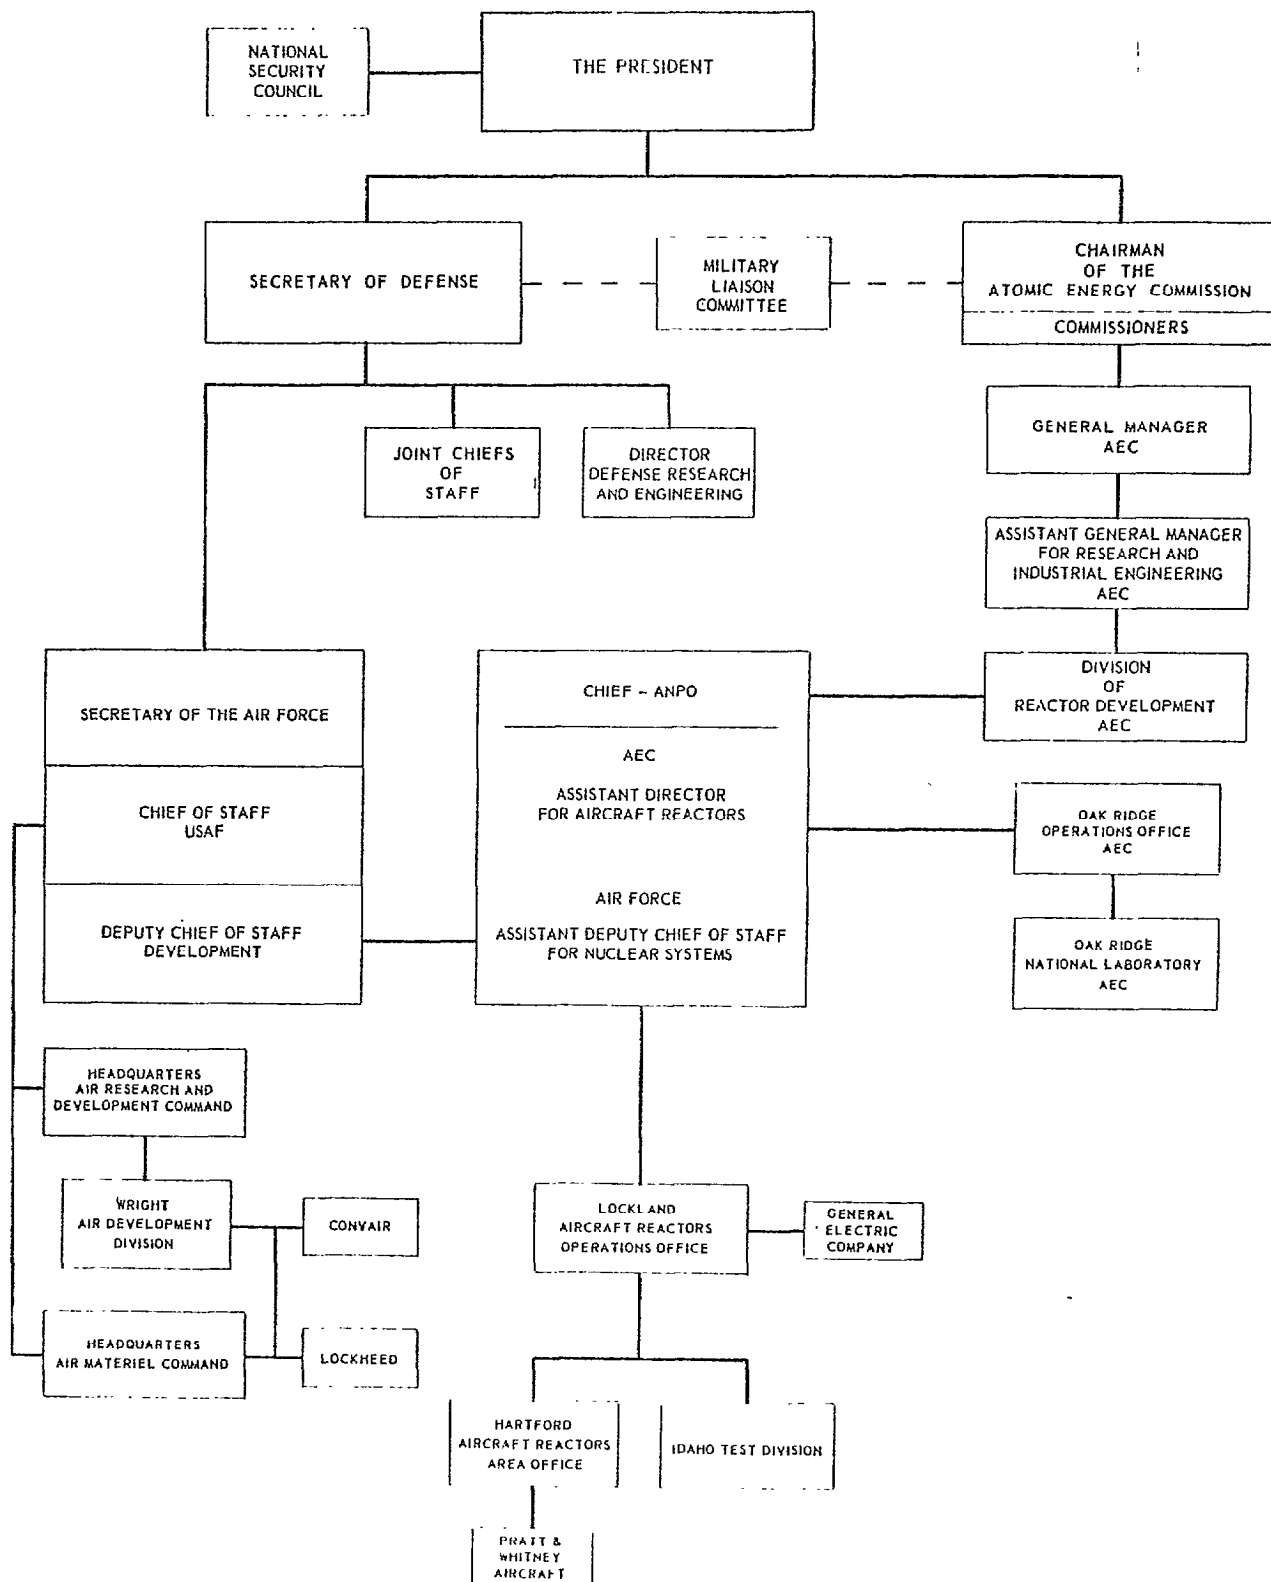 NATIONAL
SECURITY
COUNCIL
THE PRESIDENT
SECRETARY OF DEFENSE
MILITARY
LIAISON
COMMITTEE
CHAIRMAN
OF THE
ATOMIC ENERGY COMMISSION
COMMISSIONERS
JOINT CHIEFS
OF
STAFF
DIRECTOR
DEFENSE RESEARCH
AND ENGINEERING
GENERAL MANAGER
AEC
ASSISTANT GENERAL MANAGER
FOR RESEARCH AND
INDUSTRIAL ENGINEERING
AEC
SECRETARY OF THE AIR FORCE
CHIEF OF STAFF
USAF
DEPUTY CHIEF OF STAFF
DEVELOPMENT
CHIEF - ANPO
AEC
ASSISTANT DIRECTOR
FOR AIRCRAFT REACTORS
AIR FORCE
ASSISTANT DEPUTY CHIEF OF STAFF
FOR NUCLEAR SYSTEMS
DIVISION
OF
REACTOR DEVELOPMENT
AEC
OAK RIDGE
OPERATIONS OFFICE
AEC
OAK RIDGE
NATIONAL LABORATORY
AEC
HEADQUARTERS
AIR RESEARCH AND
DEVELOPMENT COMMAND
WRIGHT
AIR DEVELOPMENT
DIVISION
CONVAIR
HEADQUARTERS
AIR MATERIEL COMMAND
LOCKHEED
LOCKLAND
AIRCRAFT REACTORS
OPERATIONS OFFICE
GENERAL
ELECTRIC
COMPANY
HARTFORD
AIRCRAFT REACTORS
AREA OFFICE
IDAHO TEST DIVISION
PRATT &
WHITNEY
AIRCRAFT